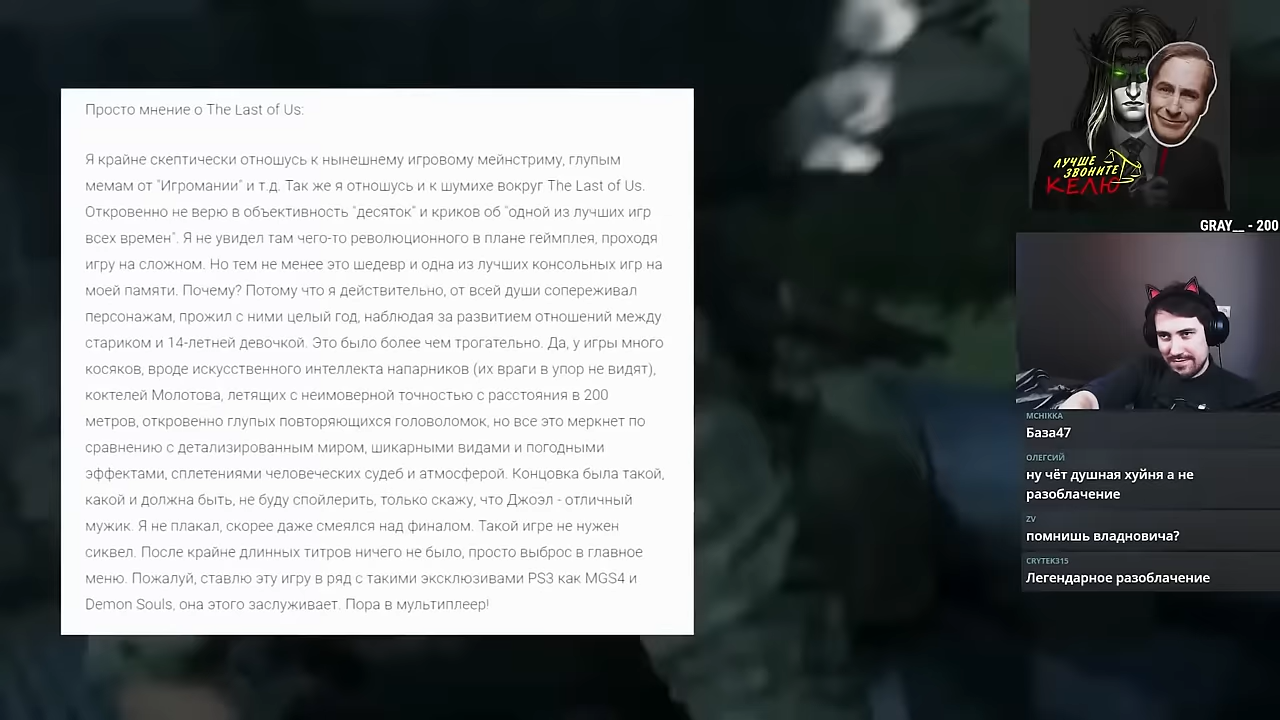 Просто мнение о The Last of Us:
Я крайне скептически отношусь к нынешнему игровому мейнстриму, глупым
мемам от "Игромании" и т.д. Так же я отношусь и к шумихе вокруг The Last of Us.
Откровенно не верю в объективность "десяток" и криков об "одной из лучших игр
всех времен". Я не увидел там чего-то революционного в плане геймплея, проходя
игру на сложном. Но тем не менее это шедевр и одна из лучших консольных игр на
моей памяти. Почему? Потому что я действительно, от всей души сопереживал
персонажам, прожил с ними целый год, наблюдая за развитием отношений между
стариком и 14-летней девочкой. Это было более чем трогательно. Да, у игры много
косяков, вроде искусственного интеллекта напарников (их враги в упор не видят),
коктелей Молотова, летящих с неимоверной точностью с расстояния в 200
метров, откровенно глупых повторяющихся головоломок, но все это меркнет по
сравнению с детализированным миром, шикарными видами и погодными
эффектами, сплетениями человеческих судеб и атмосферой. Концовка была такой,
какой и должна быть, не буду спойлерить, только скажу, что Джоэл - отличный
мужик. Я не плакал, скорее даже смеялся над финалом. Такой игре не нужен
сиквел. После крайне длинных титров ничего не было, просто выброс в главное
меню. Пожалуй, ставлю эту игру в ряд с такими эксклюзивами PS3 как MGS4 и
Demon Souls, она этого заслуживает. Пора в мультиплеер!
ЛУЧШЕ
ЗВОНИТЕ
КЕЛЮ
GRAY__ - 200
MCHIKKA
База47
ОЛЕГСИЙ
ну чёт душная хуйня а не
разоблачение
ZV
помнишь владновича?
CRYTEK315
Легендарное разоблачение